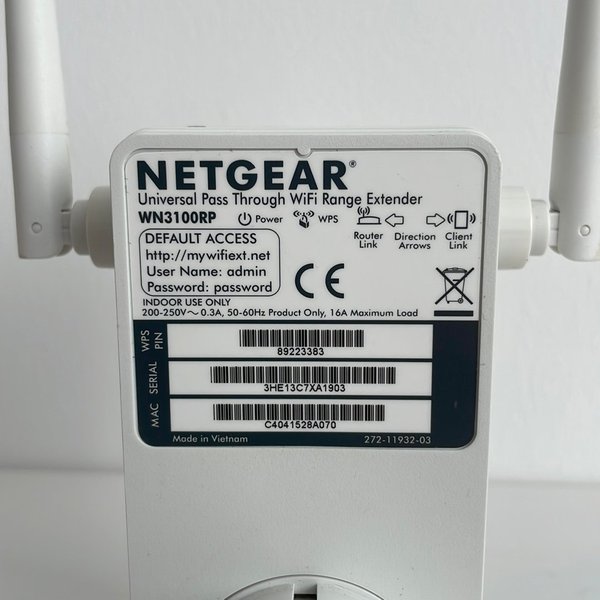 NETGEAR®
Universal Pass Through WiFi Range Extender
WN3100RP Power WPS Router Link Direction Arrows Client Link
DEFAULT ACCESS
http://mywifiext.net
User Name: admin
Password: password
CE
INDOOR USE ONLY
200-250V~ 0.3A, 50-60Hz Product Only, 16A Maximum Load
WPS PIN
89223383
SERIAL
3HE13C7XA1903
MAC
C4041528A070
Made in Vietnam 272-11932-03